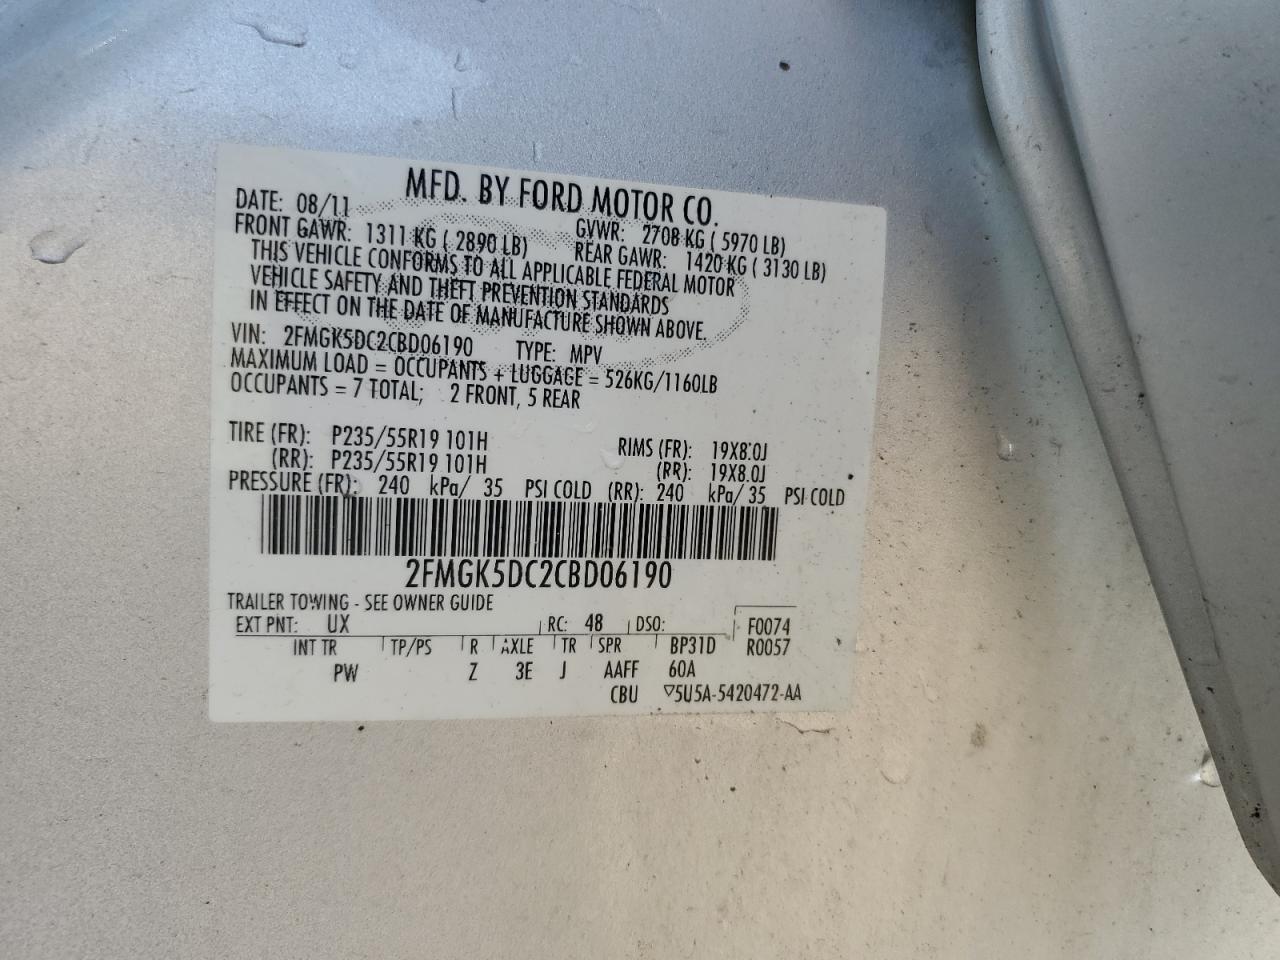 MFD. BY FORD MOTOR CO.
DATE: 08/11 GVWR: 2708 KG ( 5970 LB)
FRONT GAWR: 1311 KG ( 2890 LB) REAR GAWR: 1420 KG ( 3130 LB)
THIS VEHICLE CONFORMS TO ALL APPLICABLE FEDERAL MOTOR
VEHICLE SAFETY AND THEFT PREVENTION STANDARDS
IN EFFECT ON THE DATE OF MANUFACTURE SHOWN ABOVE.
VIN: 2FMGK5DC2CBD06190 TYPE: MPV
MAXIMUM LOAD = OCCUPANTS + LUGGAGE = 526KG/1160LB
OCCUPANTS = 7 TOTAL; 2 FRONT, 5 REAR
TIRE (FR): P235/55R19 101H RIMS (FR): 19X8.0J
(RR): P235/55R19 101H (RR): 19X8.0J
PRESSURE (FR): 240 kPa/ 35 PSI COLD (RR): 240 kPa/ 35 PSI COLD
2FMGK5DC2CBD06190
TRAILER TOWING - SEE OWNER GUIDE
EXT PNT: UX RC: 48 DSO: F0074
INT TR TP/PS R AXLE TR SPR BP31D R0057
PW Z 3E J AAFF 60A
CBU ▽5U5A-5420472-AA